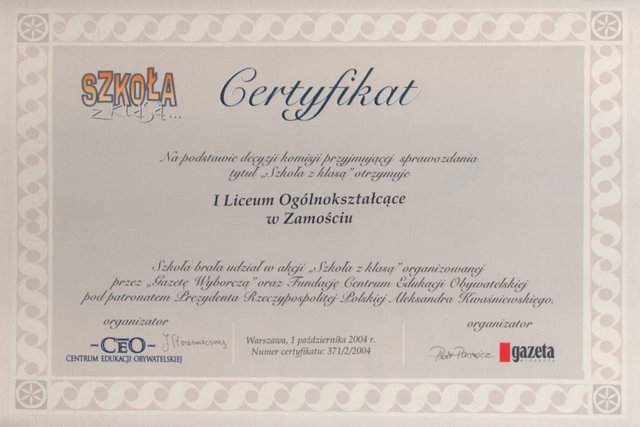 SZKOŁA
z klasą...
Certyfikat
Na podstawie decyzji komisji przyjmującej sprawozdania
tytuł „Szkoła z klasą" otrzymuje
I Liceum Ogólnokształcące
w Zamościu
Szkoła brała udział w akcji „Szkoła z klasą" organizowanej
przez „Gazetę Wyborczą" oraz Fundację Centrum Edukacji Obywatelskiej
pod patronatem Prezydenta Rzeczypospolitej Polskiej Aleksandra Kwaśniewskiego.
organizator
CEO
CENTRUM EDUKACJI OBYWATELSKIEJ
Warszawa, 1 października 2004 r.
Numer certyfikatu: 371/2/2004
organizator
gazeta